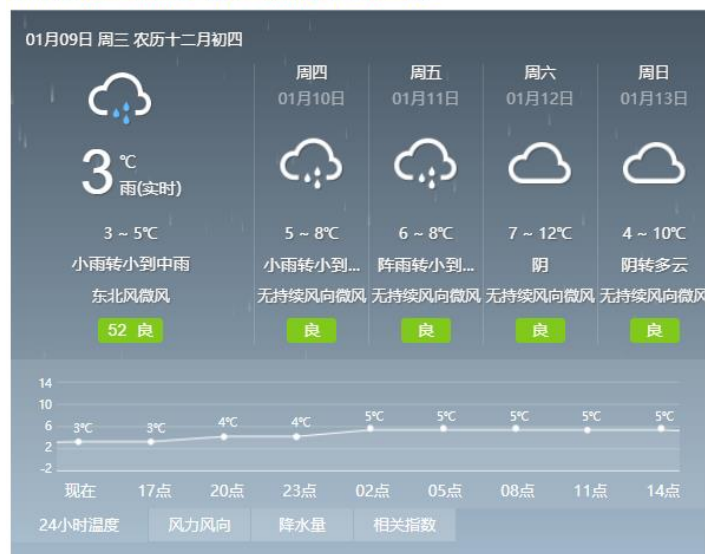 01月09日 周三 农历十二月初四
3 ℃
雨(实时)
3 ~ 5℃
小雨转小到中雨
东北风微风
52 良
周四
01月10日
5 ~ 8℃
小雨转小到...
无持续风向微风
良
周五
01月11日
6 ~ 8℃
阵雨转小到...
无持续风向微风
良
周六
01月12日
7 ~ 12℃
阴
无持续风向微风
良
周日
01月13日
4 ~ 10℃
阴转多云
无持续风向微风
良
14
10
6
2
-2
3℃ 3℃ 4℃ 4℃ 5℃ 5℃ 5℃ 5℃ 5℃
现在 17点 20点 23点 02点 05点 08点 11点 14点
24小时温度 风力风向 降水量 相关指数